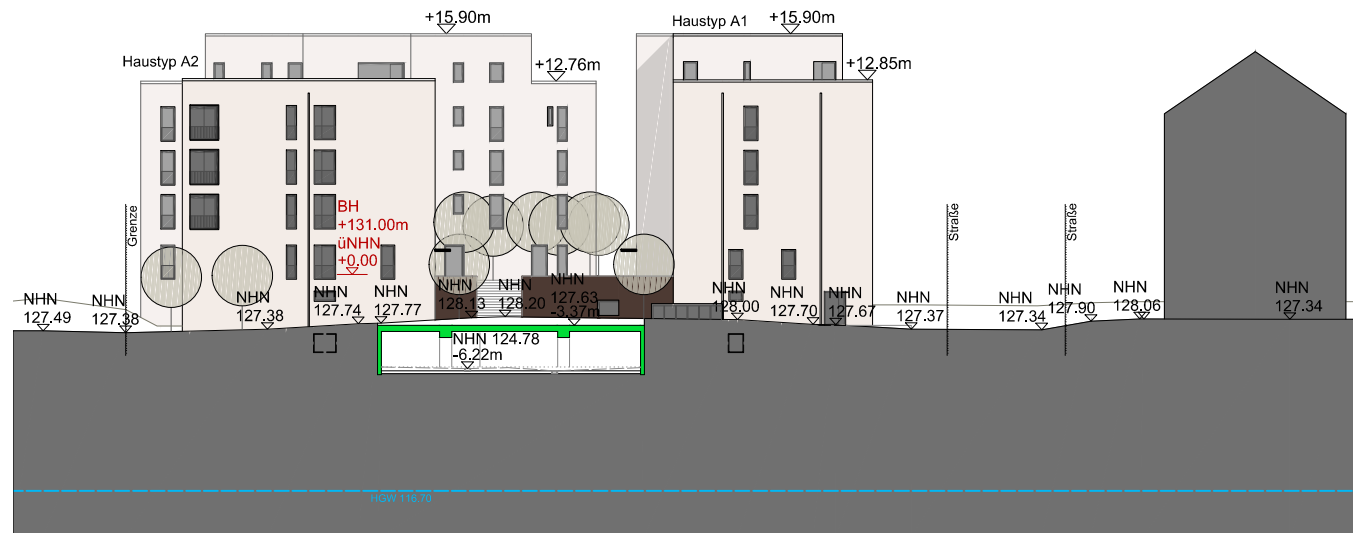 +15.90m
Haustyp A1
+15.90m
Haustyp A2
+12.76m
+12.85m
Grenze
BH
+131.00m
üNHN
+0.00
Straße
Straße
NHN
127.49
NHN
127.38
NHN
127.38
NHN
127.74
NHN
127.77
NHN
128.13
NHN
128.20
NHN
127.63
-3.37m
NHN
128.00
NHN
127.70
NHN
127.67
NHN
127.37
NHN
127.34
NHN
127.90
NHN
128.06
NHN
127.34
NHN 124.78
-6.22m
HGW 116.70